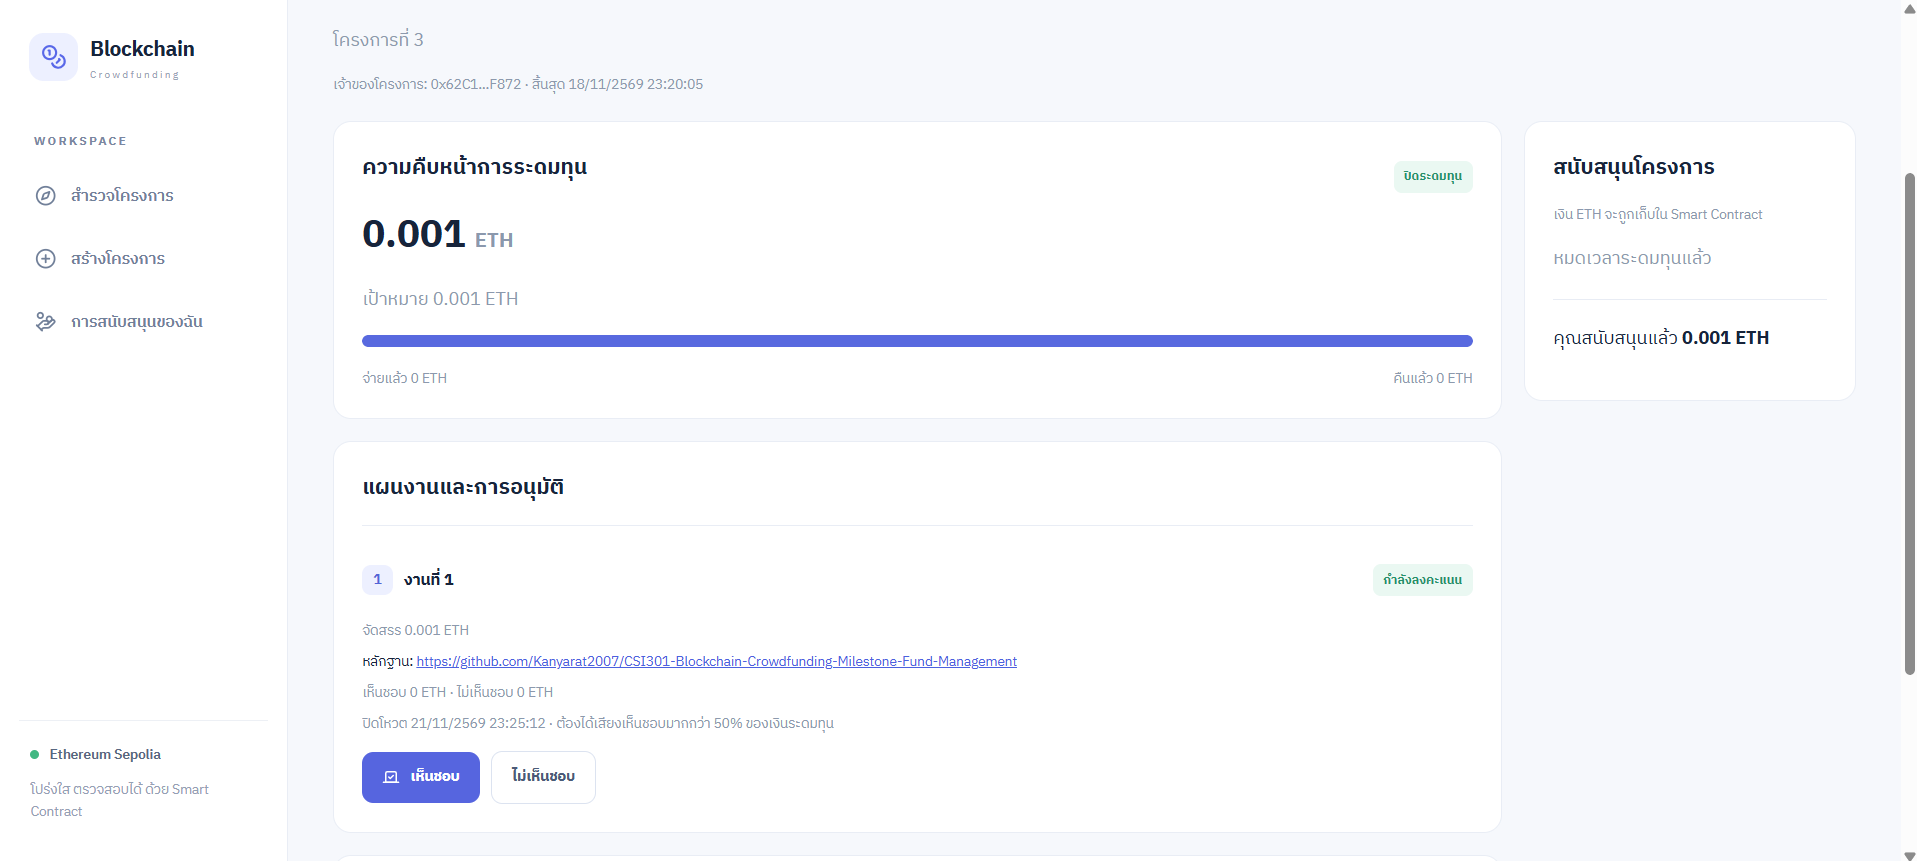 Blockchain
Crowdfunding
WORKSPACE
สำรวจโครงการ
สร้างโครงการ
การสนับสนุนของฉัน
Ethereum Sepolia
โปร่งใส ตรวจสอบได้ ด้วย Smart
Contract
โครงการที่ 3
เจ้าของโครงการ: 0x62C1...F872 · สิ้นสุด 18/11/2569 23:20:05
ความคืบหน้าการระดมทุน
ปิดระดมทุน
0.001 ETH
เป้าหมาย 0.001 ETH
จ่ายแล้ว 0 ETH
คืนแล้ว 0 ETH
แผนงานและการอนุมัติ
1 งานที่ 1
กำลังลงคะแนน
จัดสรร 0.001 ETH
หลักฐาน: https://github.com/Kanyarat2007/CSI301-Blockchain-Crowdfunding-Milestone-Fund-Management
เห็นชอบ 0 ETH · ไม่เห็นชอบ 0 ETH
ปิดโหวต 21/11/2569 23:25:12 · ต้องได้เสียงเห็นชอบมากกว่า 50% ของเงินระดมทุน
เห็นชอบ
ไม่เห็นชอบ
สนับสนุนโครงการ
เงิน ETH จะถูกเก็บใน Smart Contract
หมดเวลาระดมทุนแล้ว
คุณสนับสนุนแล้ว 0.001 ETH